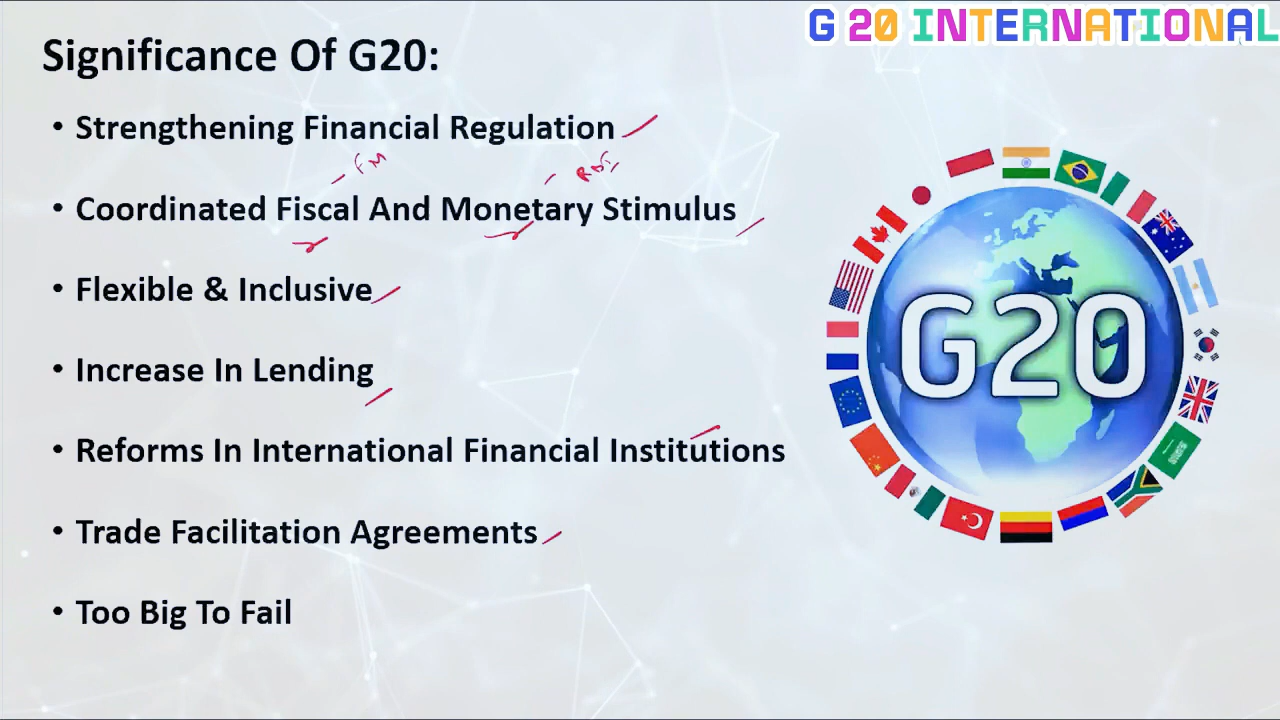 G 20 INTERNATIONAL
Significance Of G20:
• Strengthening Financial Regulation
FM
• Coordinated Fiscal And Monetary Stimulus
• Flexible & Inclusive
• Increase In Lending
• Reforms In International Financial Institutions
• Trade Facilitation Agreements
• Too Big To Fail
G20